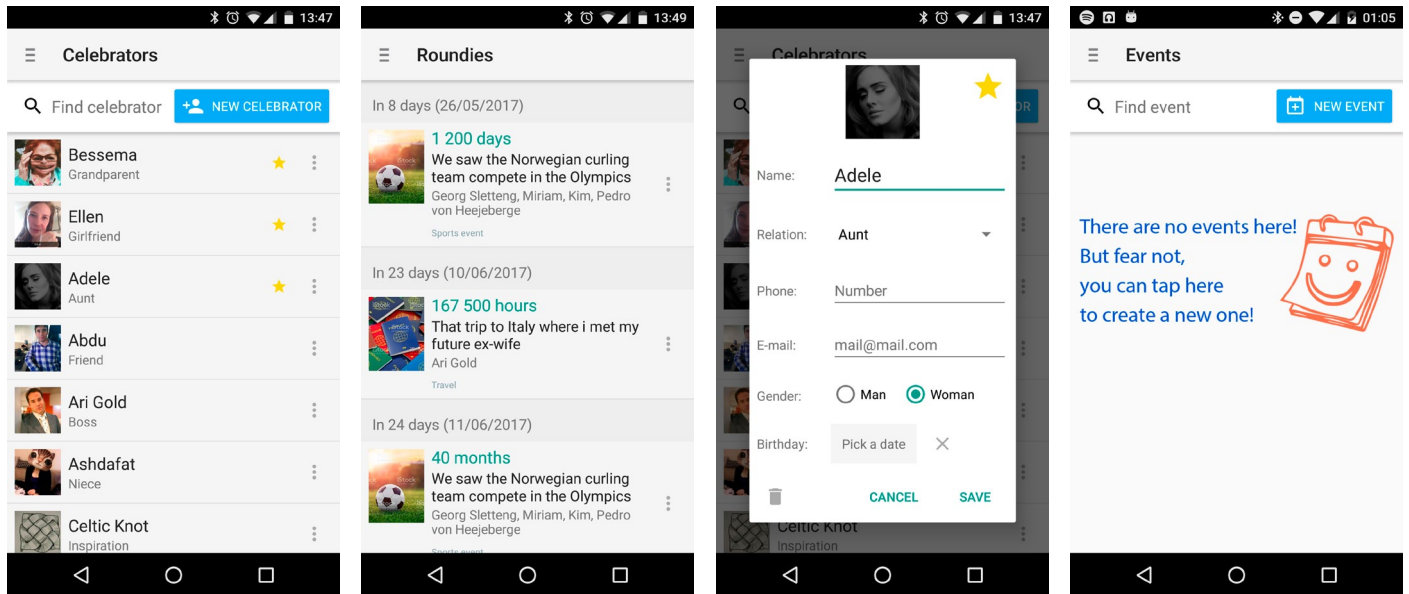 13:47
Celebrators
Find celebrator
NEW CELEBRATOR
Bessema
Grandparent
Ellen
Girlfriend
Adele
Aunt
Abdu
Friend
Ari Gold
Boss
Ashdafat
Niece
Celtic Knot
Inspiration
13:49
Roundies
In 8 days (26/05/2017)
1 200 days
We saw the Norwegian curling
team compete in the Olympics
Georg Sletteng, Miriam, Kim, Pedro
von Heejeberge
Sports event
In 23 days (10/06/2017)
167 500 hours
That trip to Italy where i met my
future ex-wife
Ari Gold
Travel
In 24 days (11/06/2017)
40 months
We saw the Norwegian curling
team compete in the Olympics
Georg Sletteng, Miriam, Kim, Pedro
von Heejeberge
Sports event
13:47
Celebrators
OR
Name:
Adele
Relation:
Aunt
Phone:
Number
E-mail:
mail@mail.com
Gender:
Man
Woman
Birthday:
Pick a date
CANCEL
SAVE
Celtic Knot
Inspiration
01:05
Events
Find event
NEW EVENT
There are no events here!
But fear not,
you can tap here
to create a new one!